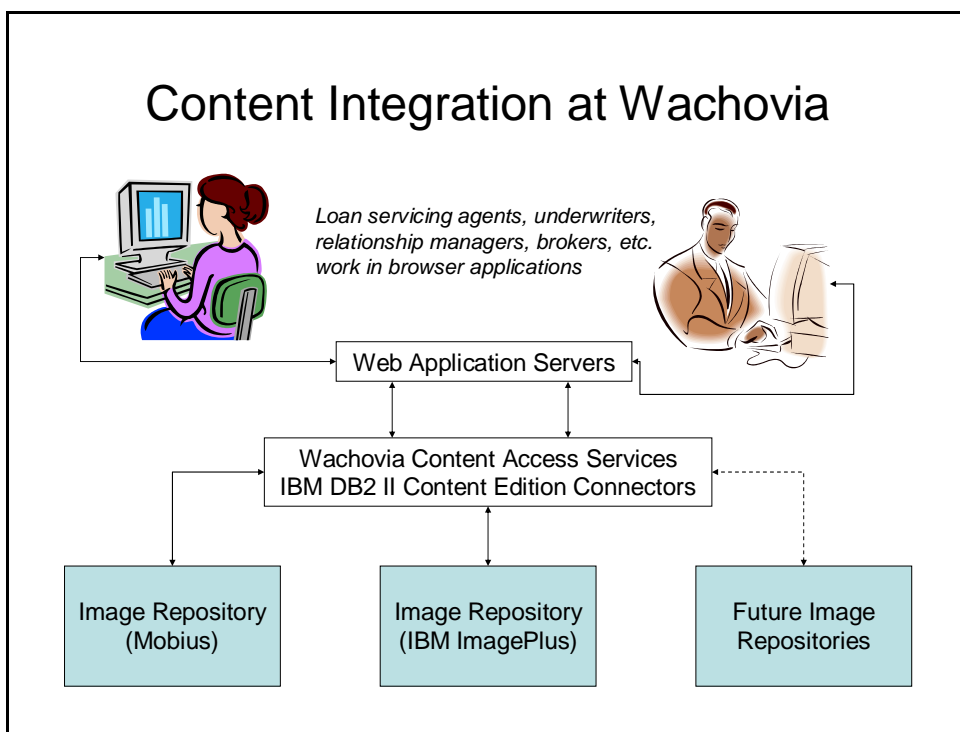 Content Integration at Wachovia
Loan servicing agents, underwriters,
relationship managers, brokers, etc.
work in browser applications
Web Application Servers
Wachovia Content Access Services
IBM DB2 II Content Edition Connectors
Image Repository
(Mobius)
Image Repository
(IBM ImagePlus)
Future Image
Repositories